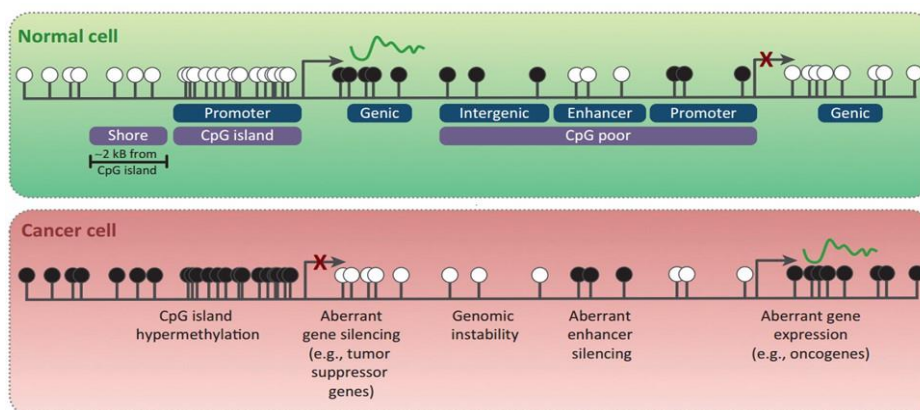 Normal cell
X
Promoter
Genic
Intergenic
Enhancer
Promoter
Genic
Shore
CpG island
CpG poor
~2 kB from
CpG island
Cancer cell
X
CpG island
hypermethylation
Aberrant
gene silencing
(e.g., tumor
suppressor
genes)
Genomic
instability
Aberrant
enhancer
silencing
Aberrant gene
expression
(e.g., oncogenes)